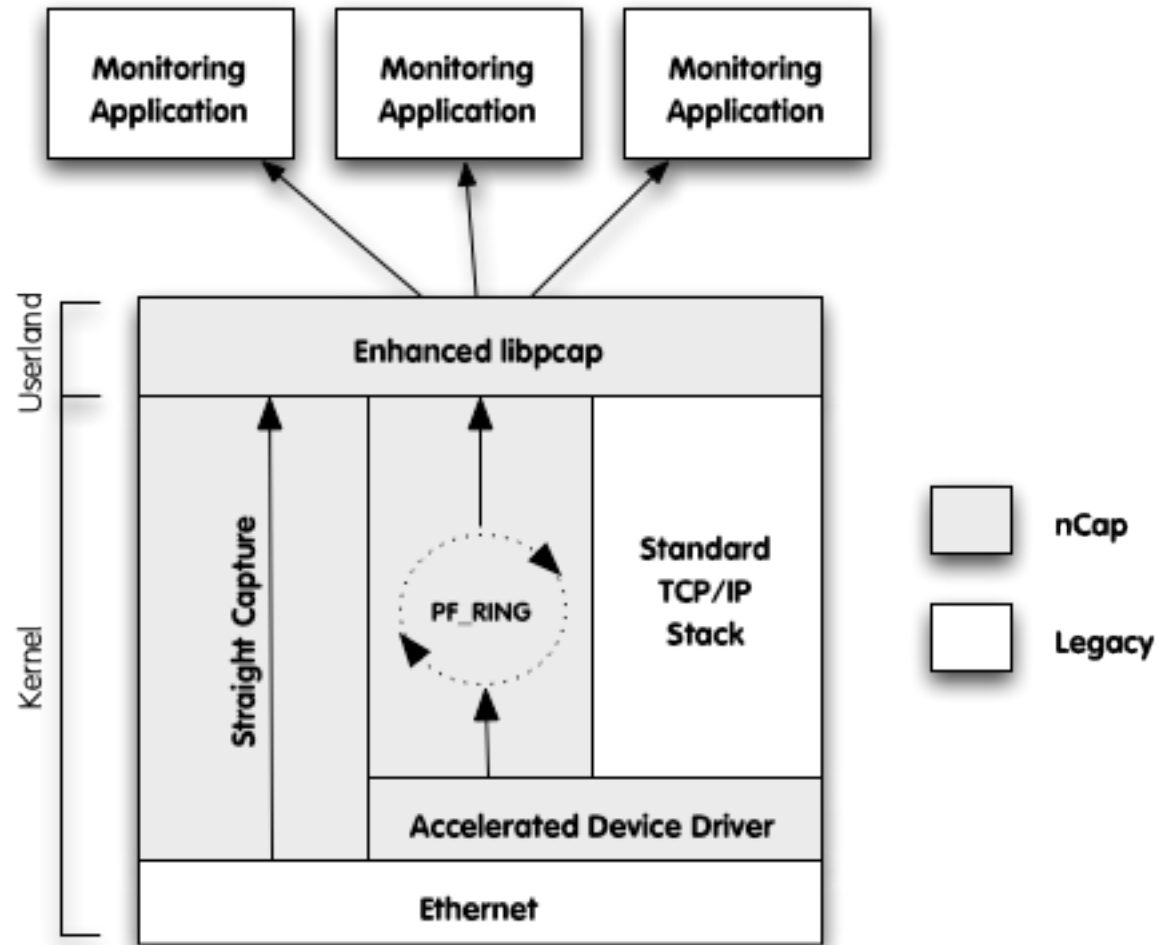 Monitoring
Application
Monitoring
Application
Monitoring
Application
Userland
Enhanced libpcap
Kernel
Straight Capture
PF_RING
Standard
TCP/IP
Stack
nCap
Legacy
Accelerated Device Driver
Ethernet